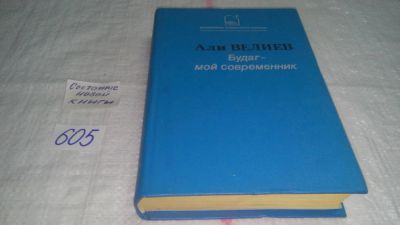 Али ВЕЛИЕВ
Будаг –
мой современник
Состояние
новой
книги
605